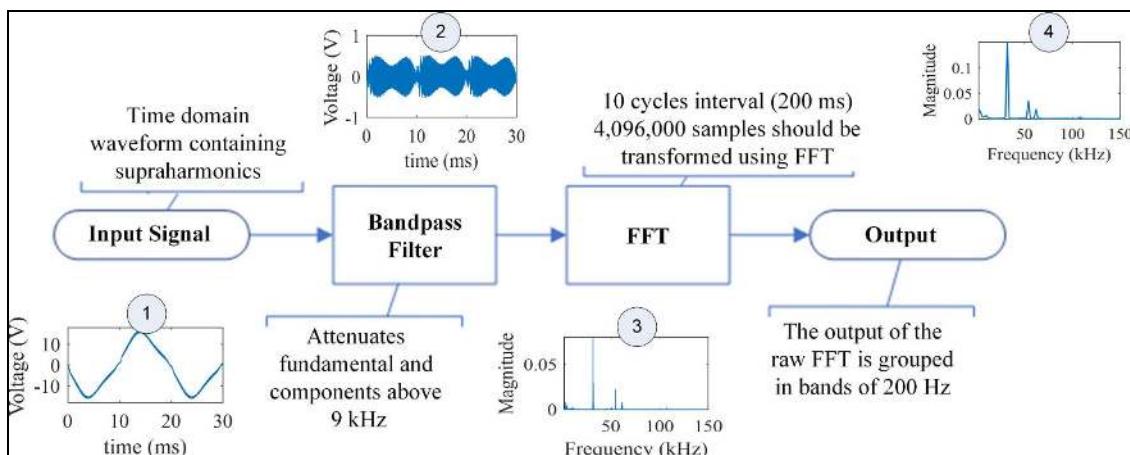 2
Voltage (V)
1
0
-1
0 10 20 30
time (ms)
4
Magnitude
0.1
0.05
0
50 100 150
Frequency (kHz)
Time domain
waveform containing
supraharmonics
10 cycles interval (200 ms)
4,096,000 samples should be
transformed using FFT
Input Signal
Bandpass
Filter
FFT
Output
1
Voltage (V)
10
0
-10
0 10 20 30
time (ms)
Attenuates
fundamental and
components above
9 kHz
3
Magnitude
0.05
0
0 50 100 150
Frequency (kHz)
The output of the
raw FFT is grouped
in bands of 200 Hz